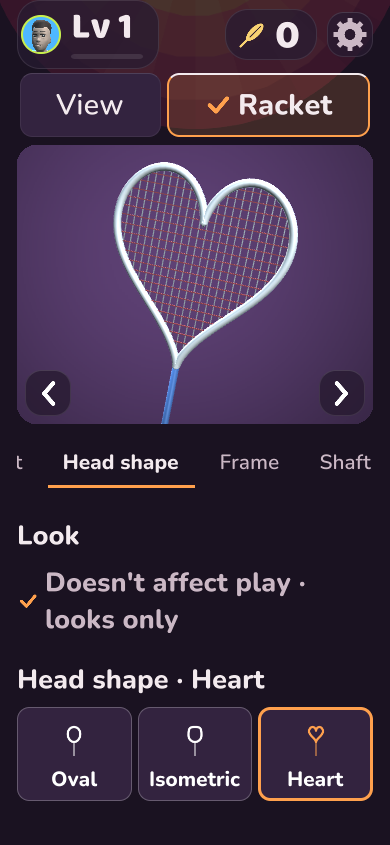 Lv 1
0
View
Racket
t
Head shape
Frame
Shaft
Look
Doesn't affect play ·
looks only
Head shape · Heart
Oval
Isometric
Heart